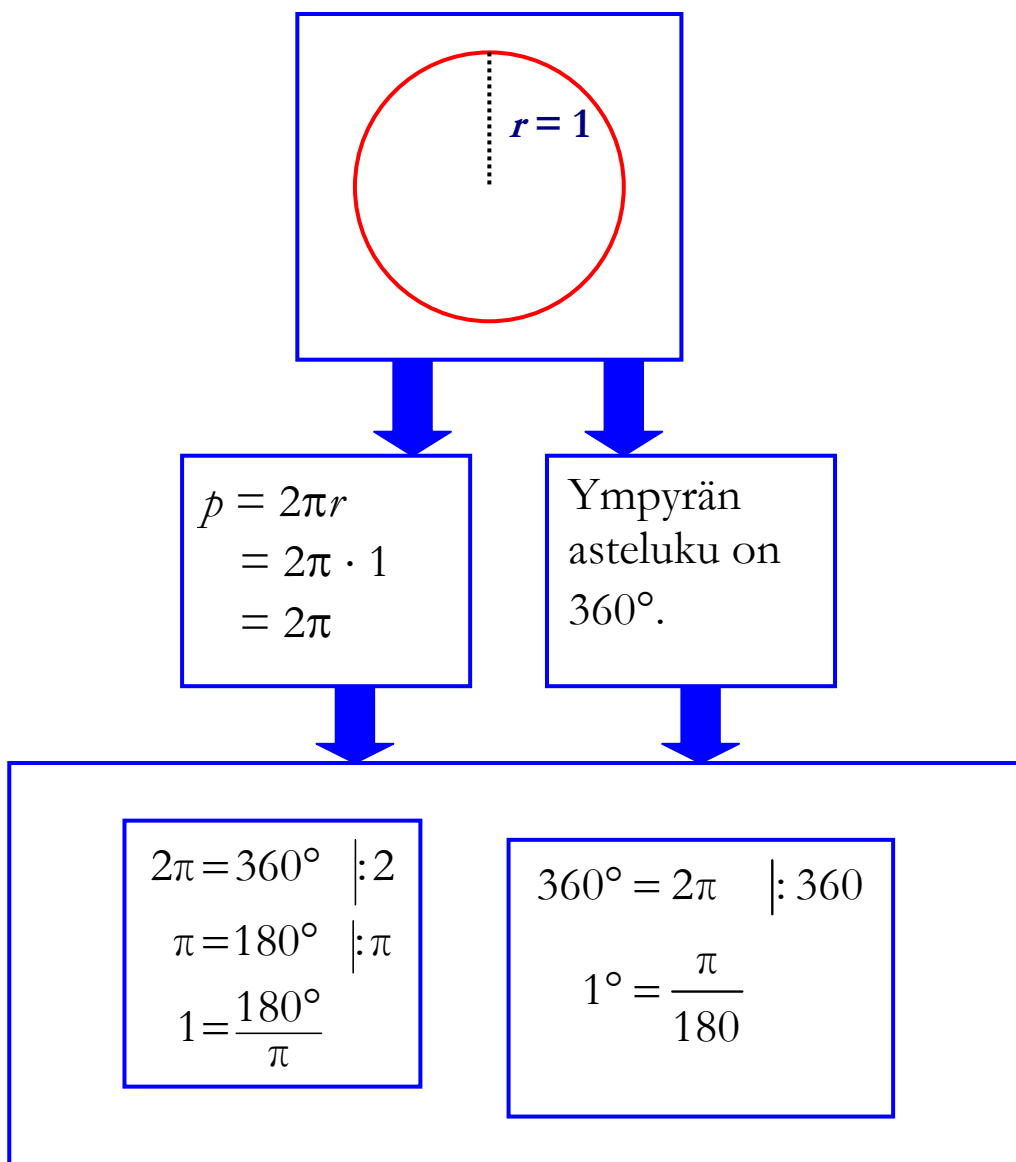 r = 1
p = 2πr
= 2π · 1
= 2π
Ympyrän
asteluku on
360°.
2π = 360° |:2
π = 180° |:π
1 = 180°/π
360° = 2π |: 360
1° = π/180